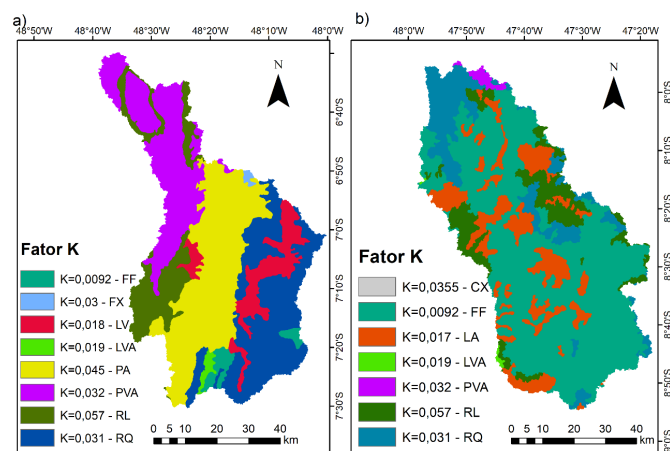 a)
48°50'W 48°40'W 48°30'W 48°20'W 48°10'W 48°0'W
N
6°40'S
6°50'S
7°0'S
7°10'S
7°20'S
7°30'S
Fator K
K=0,0092 - FF
K=0,03 - FX
K=0,018 - LV
K=0,019 - LVA
K=0,045 - PA
K=0,032 - PVA
K=0,057 - RL
K=0,031 - RQ
0 5 10 20 30 40
km
b)
48°0'W 47°50'W 47°40'W 47°30'W 47°20'W
N
8°0'S
8°10'S
8°20'S
8°30'S
8°40'S
8°50'S
8°0'S
Fator K
K=0,0355 - CX
K=0,0092 - FF
K=0,017 - LA
K=0,019 - LVA
K=0,032 - PVA
K=0,057 - RL
K=0,031 - RQ
0 5 10 20 30 40
km